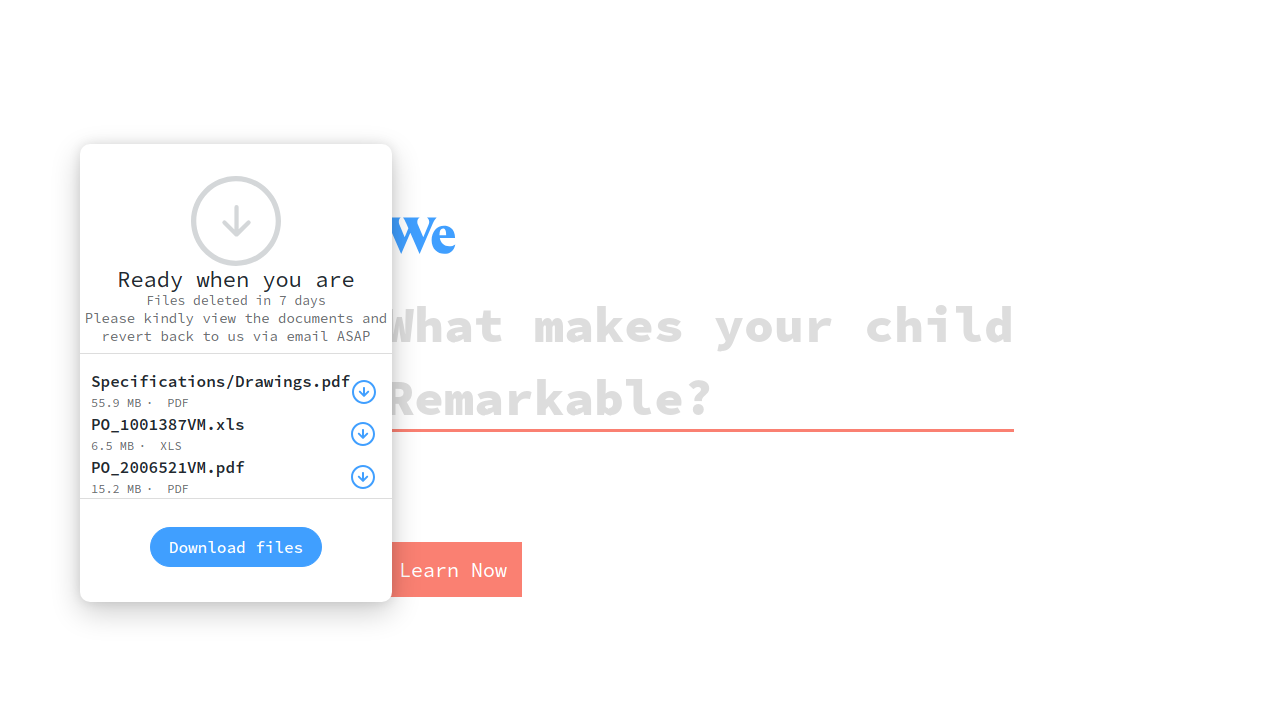 Ready when you are
Files deleted in 7 days
Please kindly view the documents and
revert back to us via email ASAP
Specifications/Drawings.pdf
55.9 MB · PDF
PO_1001387VM.xls
6.5 MB · XLS
PO_2006521VM.pdf
15.2 MB · PDF
Download files
We
What makes your child
Remarkable?
Learn Now